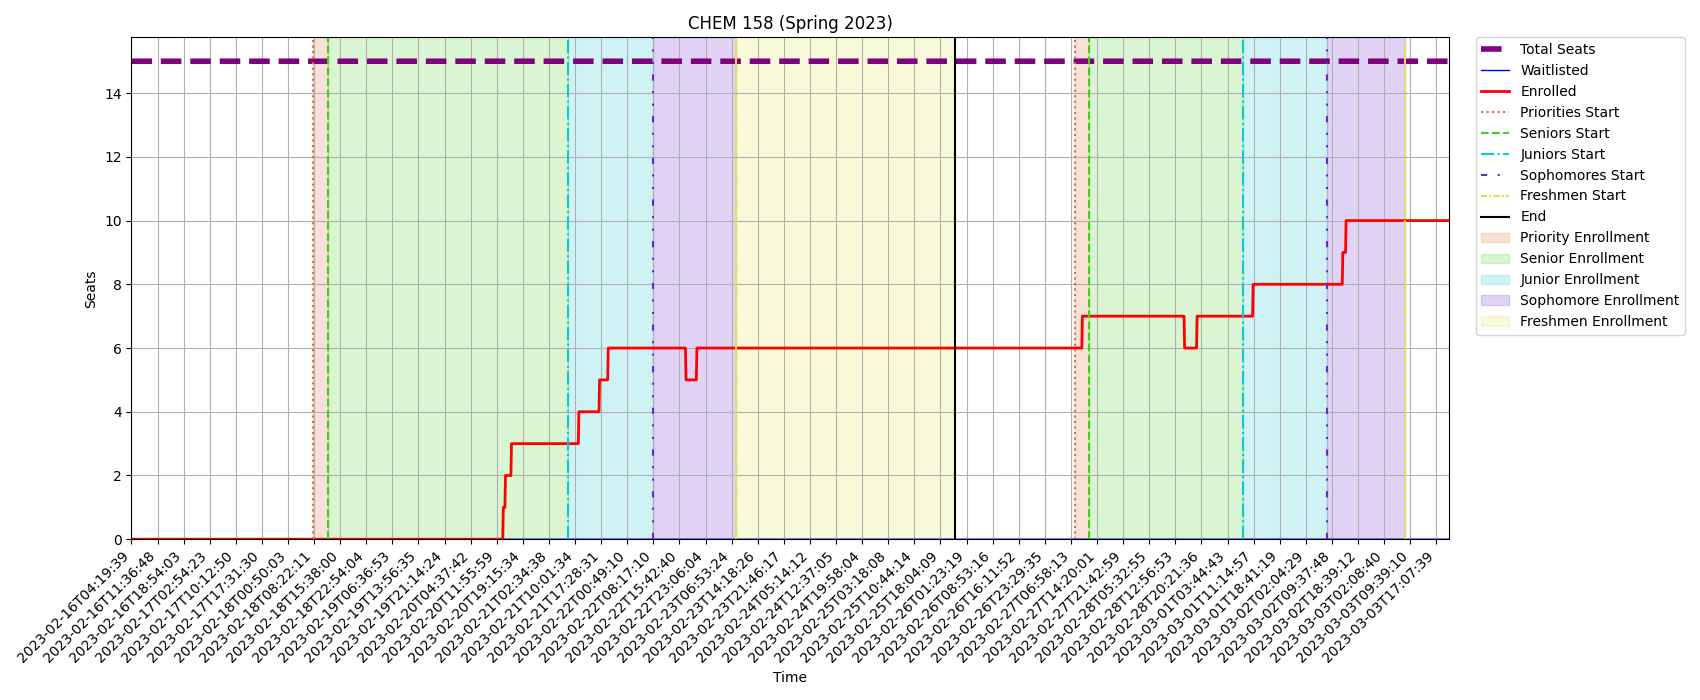 CHEM 158 (Spring 2023)
Seats
14
12
10
8
6
4
2
0
2023-02-16T04:19:39
2023-02-16T11:36:48
2023-02-16T18:54:03
2023-02-17T02:54:23
2023-02-17T10:12:50
2023-02-17T17:31:30
2023-02-18T00:50:03
2023-02-18T08:22:11
2023-02-18T15:38:00
2023-02-18T22:54:04
2023-02-19T06:36:53
2023-02-19T13:56:35
2023-02-19T21:14:24
2023-02-20T04:37:42
2023-02-20T11:55:59
2023-02-20T19:15:34
2023-02-21T02:34:38
2023-02-21T10:01:34
2023-02-21T17:28:31
2023-02-22T00:49:10
2023-02-22T08:17:10
2023-02-22T15:42:40
2023-02-22T23:06:04
2023-02-23T06:53:24
2023-02-23T14:18:26
2023-02-23T21:46:17
2023-02-24T05:14:12
2023-02-24T12:37:05
2023-02-24T19:58:04
2023-02-25T03:18:08
2023-02-25T10:44:14
2023-02-25T18:04:09
2023-02-26T01:23:19
2023-02-26T08:53:16
2023-02-26T16:11:52
2023-02-26T23:29:35
2023-02-27T06:58:13
2023-02-27T14:20:01
2023-02-27T21:42:59
2023-02-28T05:32:55
2023-02-28T12:56:53
2023-02-28T20:21:36
2023-03-01T03:44:43
2023-03-01T11:14:57
2023-03-01T18:41:19
2023-03-02T02:04:29
2023-03-02T09:37:48
2023-03-02T18:39:12
2023-03-03T02:08:40
2023-03-03T09:39:10
2023-03-03T17:07:39
Time
Total Seats
Waitlisted
Enrolled
Priorities Start
Seniors Start
Juniors Start
Sophomores Start
Freshmen Start
End
Priority Enrollment
Senior Enrollment
Junior Enrollment
Sophomore Enrollment
Freshmen Enrollment